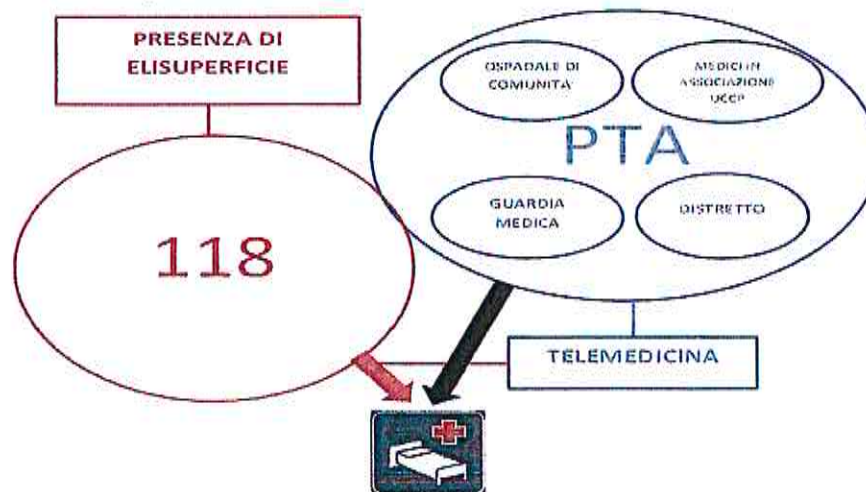 PRESENZA DI
ELISUPERFICIE
OSPADALE DI
COMUNITA'
MEDICI IN
ASSOCIAZIONE
UCCP
PTA
GUARDIA
MEDICA
DISTRETTO
118
TELEMEDICINA